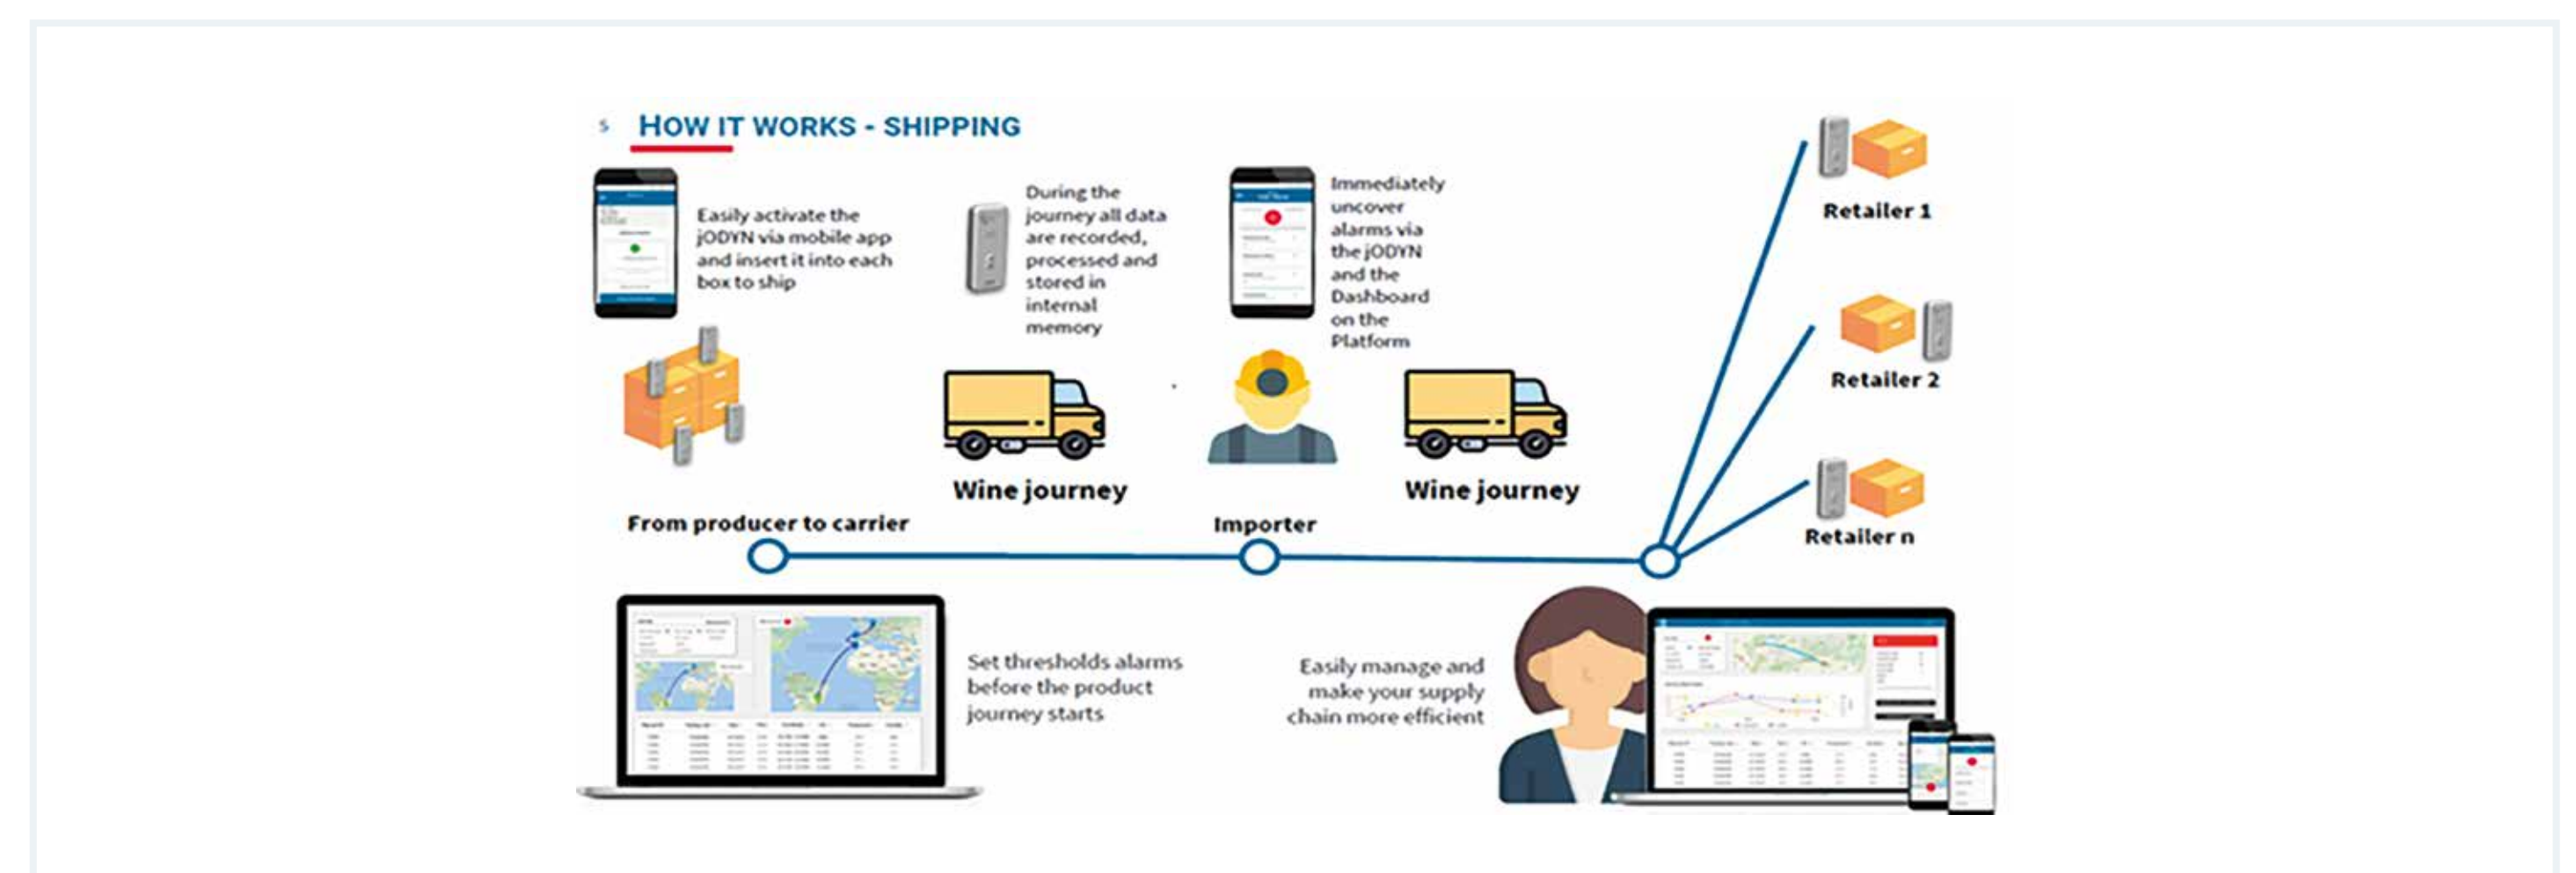 5
HOW IT WORKS - SHIPPING
Easily activate the
jODYN via mobile app
and insert it into each
box to ship
During the
journey all data
are recorded,
processed and
stored in
internal
memory
Immediately
uncover
alarms via
the jODYN
and the
Dashboard
on the
Platform
Retailer 1
Retailer 2
Retailer n
Wine journey
Wine journey
From producer to carrier
Importer
Set thresholds alarms
before the product
journey starts
Easily manage and
make your supply
chain more efficient